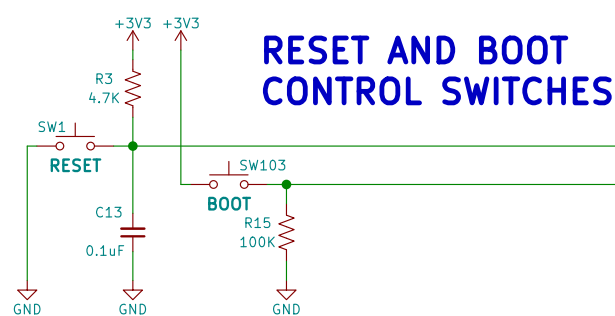 +3V3 +3V3
RESET AND BOOT
CONTROL SWITCHES
R3
4.7K
SW1
RESET
SW103
BOOT
C13
0.1uF
R15
100K
GND GND GND